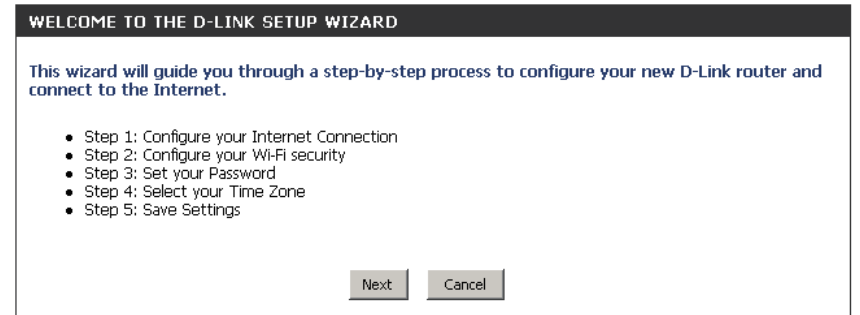 WELCOME TO THE D-LINK SETUP WIZARD
This wizard will guide you through a step-by-step process to configure your new D-Link router and
connect to the Internet.
• Step 1: Configure your Internet Connection
• Step 2: Configure your Wi-Fi security
• Step 3: Set your Password
• Step 4: Select your Time Zone
• Step 5: Save Settings
Next Cancel